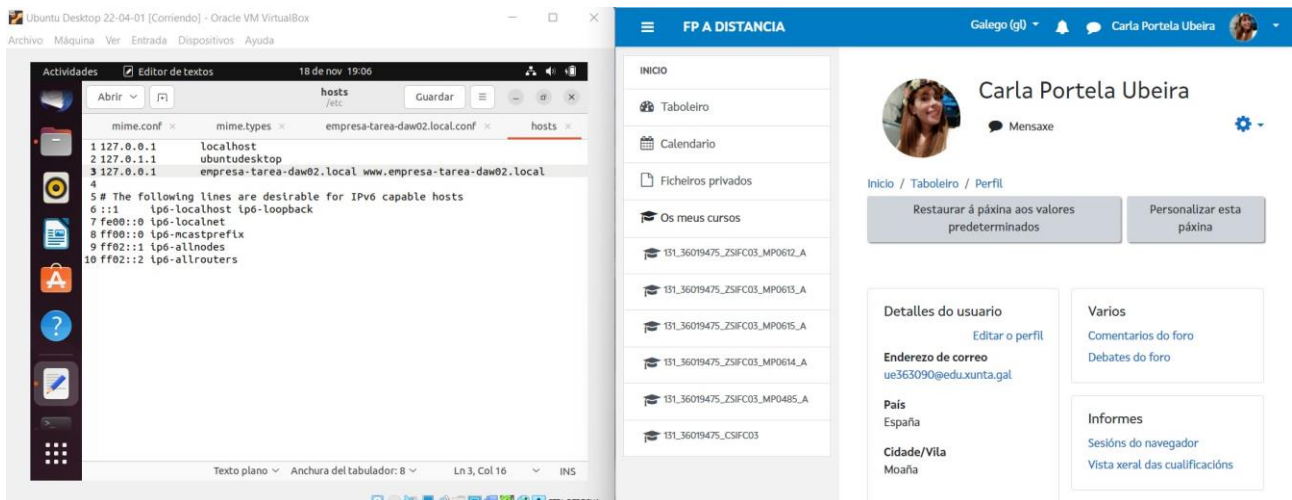 Ubuntu Desktop 22-04-01 [Corriendo] - Oracle VM VirtualBox
Archivo Máquina Ver Entrada Dispositivos Ayuda
Actividades Editor de textos 18 de nov 19:06
Abrir hosts Guardar
/etc
mime.conf × mime.types × empresa-tarea-daw02.local.conf × hosts ×
1 127.0.0.1 localhost
2 127.0.1.1 ubuntudesktop
3 127.0.0.1 empresa-tarea-daw02.local www.empresa-tarea-daw02.local
4
5 # The following lines are desirable for IPv6 capable hosts
6 ::1 ip6-localhost ip6-loopback
7 fe00::0 ip6-localnet
8 ff00::0 ip6-mcastprefix
9 ff02::1 ip6-allnodes
10 ff02::2 ip6-allrouters
Texto plano Anchura del tabulador: 8 Ln 3, Col 16 INS
FP A DISTANCIA Galego (gl) Carla Portela Ubeira
INICIO
Taboleiro
Calendario
Ficheiros privados
Os meus cursos
131_36019475_ZSIFC03_MP0612_A
131_36019475_ZSIFC03_MP0613_A
131_36019475_ZSIFC03_MP0615_A
131_36019475_ZSIFC03_MP0614_A
131_36019475_ZSIFC03_MP0485_A
131_36019475_CSIFC03
Carla Portela Ubeira
Mensaxe
Inicio / Taboleiro / Perfil
Restaurar á páxina aos valores
predeterminados
Personalizar esta
páxina
Detalles do usuario
Editar o perfil
Enderezo de correo
ue363090@edu.xunta.gal
País
España
Cidade/Vila
Moaña
Varios
Comentarios do foro
Debates do foro
Informes
Sesións do navegador
Vista xeral das cualificacións